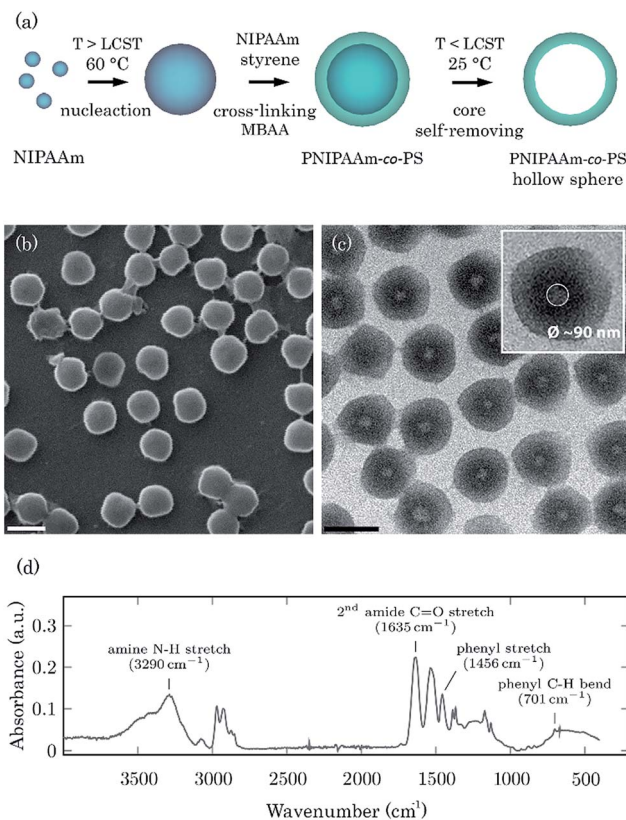 (a)
T > LCST
60 °C
nucleaction
NIPAAm
NIPAAm
styrene
cross-linking
MBAA
PNIPAAm-co-PS
T < LCST
25 °C
core
self-removing
PNIPAAm-co-PS
hollow sphere
(b)
(c)
Ø ~90 nm
(d)
Absorbance (a.u.)
0.3
0.2
0.1
0
amine N-H stretch
(3290 cm⁻¹)
2nd amide C=O stretch
(1635 cm⁻¹)
phenyl stretch
(1456 cm⁻¹)
phenyl C-H bend
(701 cm⁻¹)
3500 3000 2500 2000 1500 1000 500
Wavenumber (cm⁻¹)